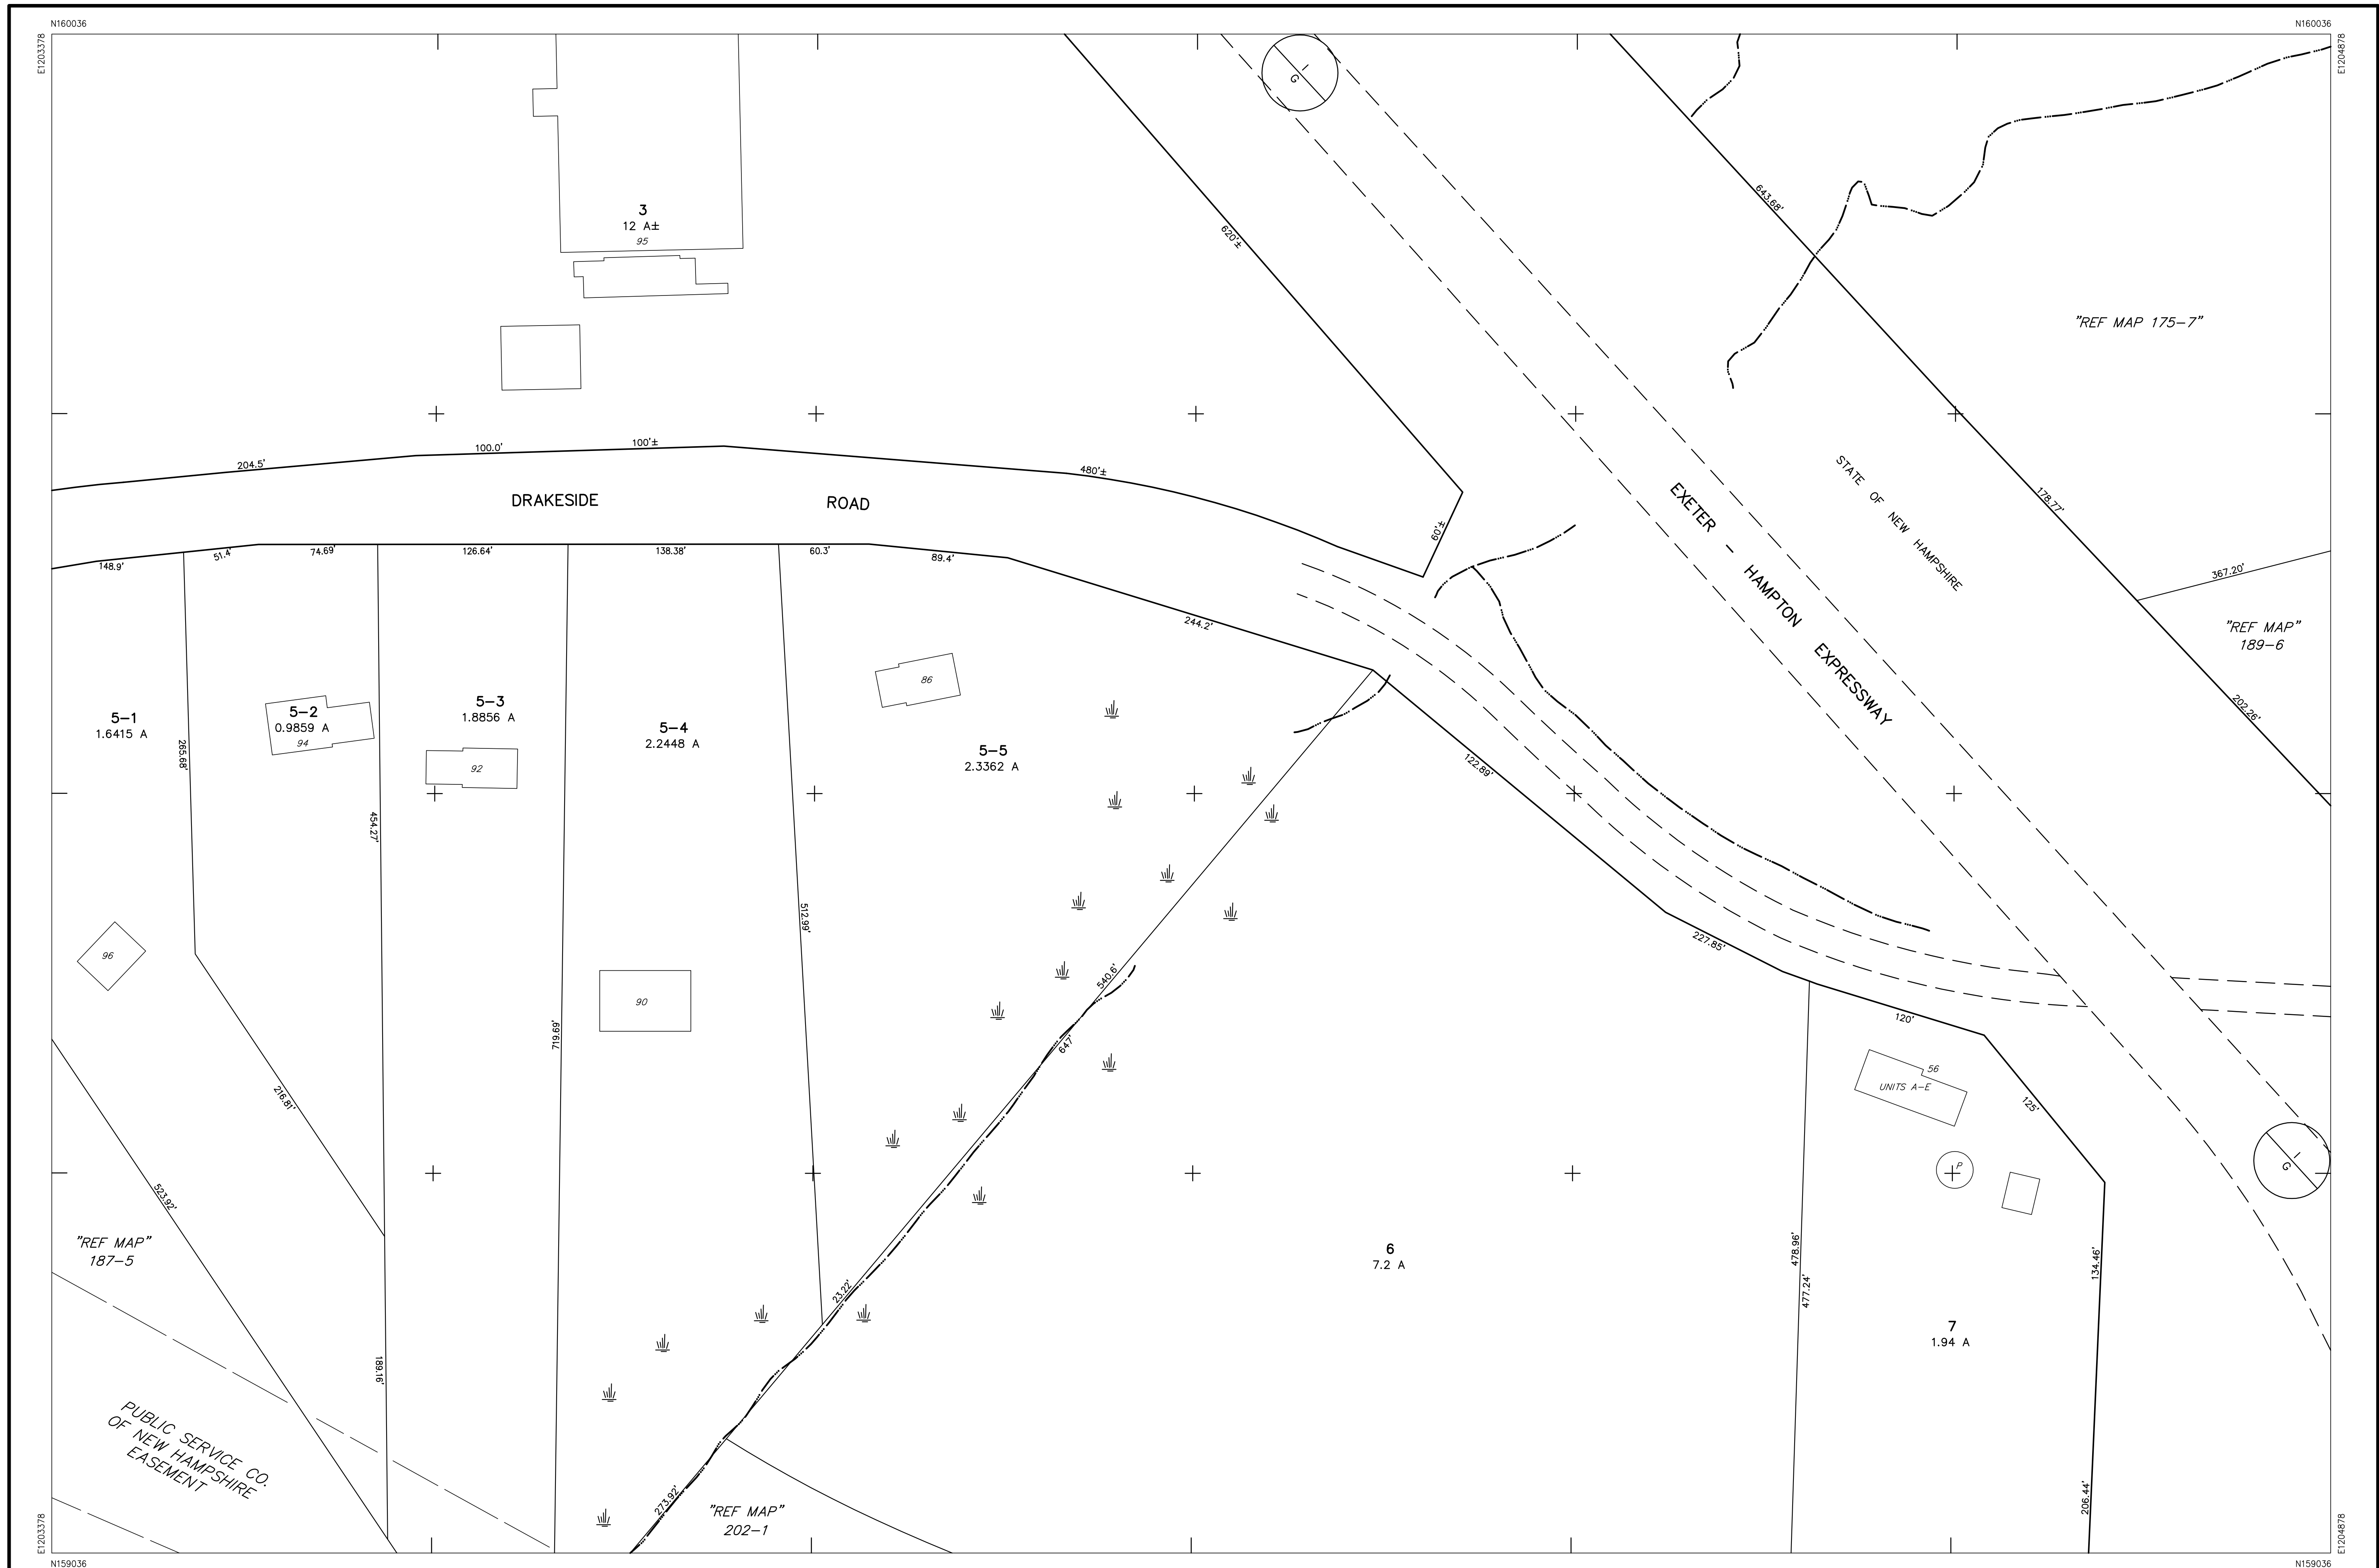 N160036
N160036
E1203378
E1204878
G
I
3
12 A±
95
620'±
643.68'
"REF MAP 175-7"
204.5'
100.0'
100'±
480'±
60'±
DRAKESIDE ROAD
EXETER - HAMPTON EXPRESSWAY
STATE OF NEW HAMPSHIRE
178.77'
367.20'
"REF MAP"
189-6
202.26'
148.9'
51.4'
74.69'
126.64'
138.38'
60.3'
89.4'
244.2'
5-1
1.6415 A
265.68'
5-2
0.9859 A
94
454.27'
5-3
1.8856 A
92
5-4
2.2448 A
86
5-5
2.3362 A
122.89'
96
90
512.99'
719.69'
540.6'
647'
227.85'
120'
56
UNITS A-E
125'
P
216.81'
523.92'
"REF MAP"
187-5
G
I
23.22'
6
7.2 A
478.96'
477.24'
134.46'
7
1.94 A
189.16'
PUBLIC SERVICE CO.
OF NEW HAMPSHIRE
EASEMENT
273.92'
"REF MAP"
202-1
206.44'
E1203378
E1204878
N159036
N159036